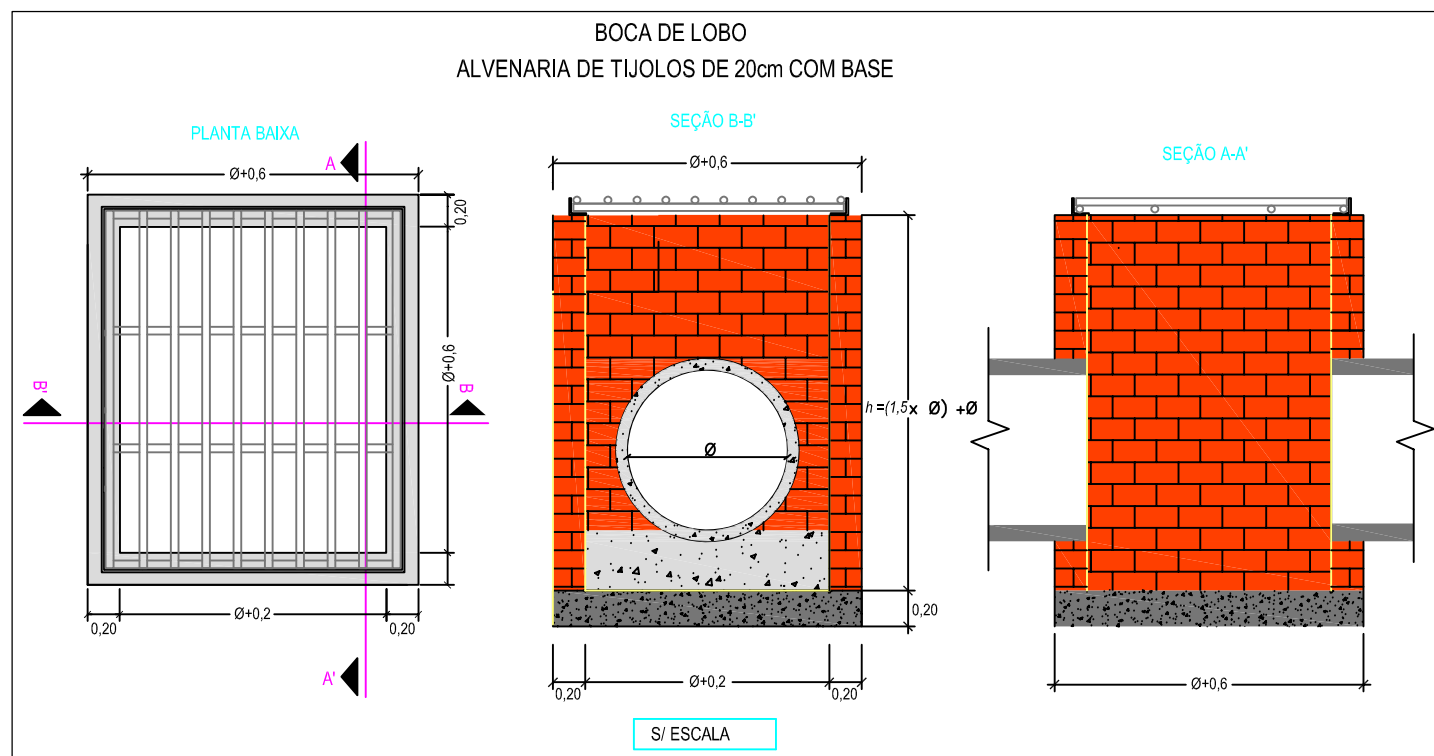 BOCA DE LOBO
ALVENARIA DE TIJOLOS DE 20cm COM BASE
PLANTA BAIXA
SEÇÃO B-B'
SEÇÃO A-A'
A
Ø+0,6
0,20
Ø+0,6
B'
B
0,20
Ø+0,2
0,20
A'
Ø+0,6
Ø
h =(1,5x Ø) +Ø
0,20
0,20
Ø+0,2
0,20
Ø+0,6
S/ ESCALA